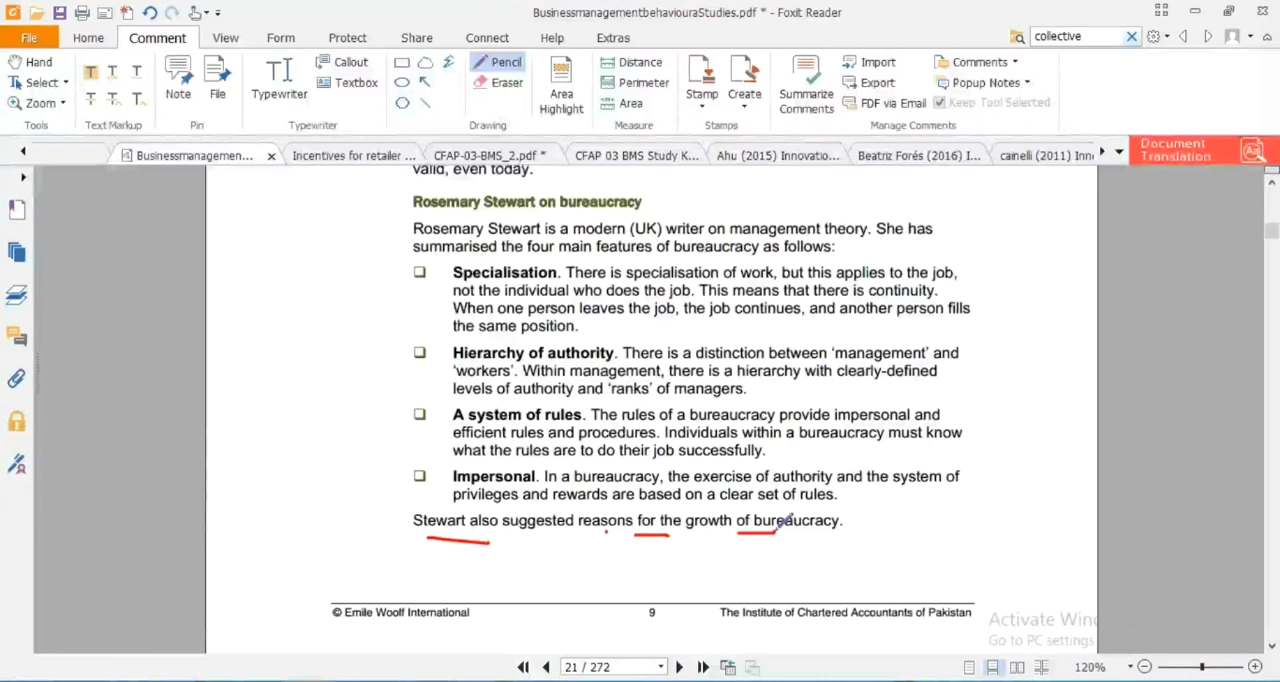 BusinessmanagementbehaviouraStudies.pdf * - Foxit Reader
File Home Comment View Form Protect Share Connect Help Extras
collective
Hand
Select
Zoom
Tools
Text Markup
Note
File
Pin
Typewriter
Callout
Textbox
Typewriter
Pencil
Eraser
Drawing
Area
Highlight
Distance
Perimeter
Area
Measure
Stamp
Create
Stamps
Summarize
Comments
Import
Export
FDF via Email
Comments
Popup Notes
Keep Tool Selected
Manage Comments
Businessmanagemen... Incentives for retailer ... CFAP-03-BMS_2.pdf * CFAP 03 BMS Study K... Ahu (2015) Innovatio... Beatriz Forés (2016) I... cainelli (2011) Inn
Document
Translation
valid, even today.
Rosemary Stewart on bureaucracy
Rosemary Stewart is a modern (UK) writer on management theory. She has
summarised the four main features of bureaucracy as follows:
Specialisation. There is specialisation of work, but this applies to the job,
not the individual who does the job. This means that there is continuity.
When one person leaves the job, the job continues, and another person fills
the same position.
Hierarchy of authority. There is a distinction between ‘management’ and
‘workers’. Within management, there is a hierarchy with clearly-defined
levels of authority and ‘ranks’ of managers.
A system of rules. The rules of a bureaucracy provide impersonal and
efficient rules and procedures. Individuals within a bureaucracy must know
what the rules are to do their job successfully.
Impersonal. In a bureaucracy, the exercise of authority and the system of
privileges and rewards are based on a clear set of rules.
Stewart also suggested reasons for the growth of bureaucracy.
© Emile Woolf International 9 The Institute of Chartered Accountants of Pakistan
Activate Win
Go to PC settings
21 / 272
120%